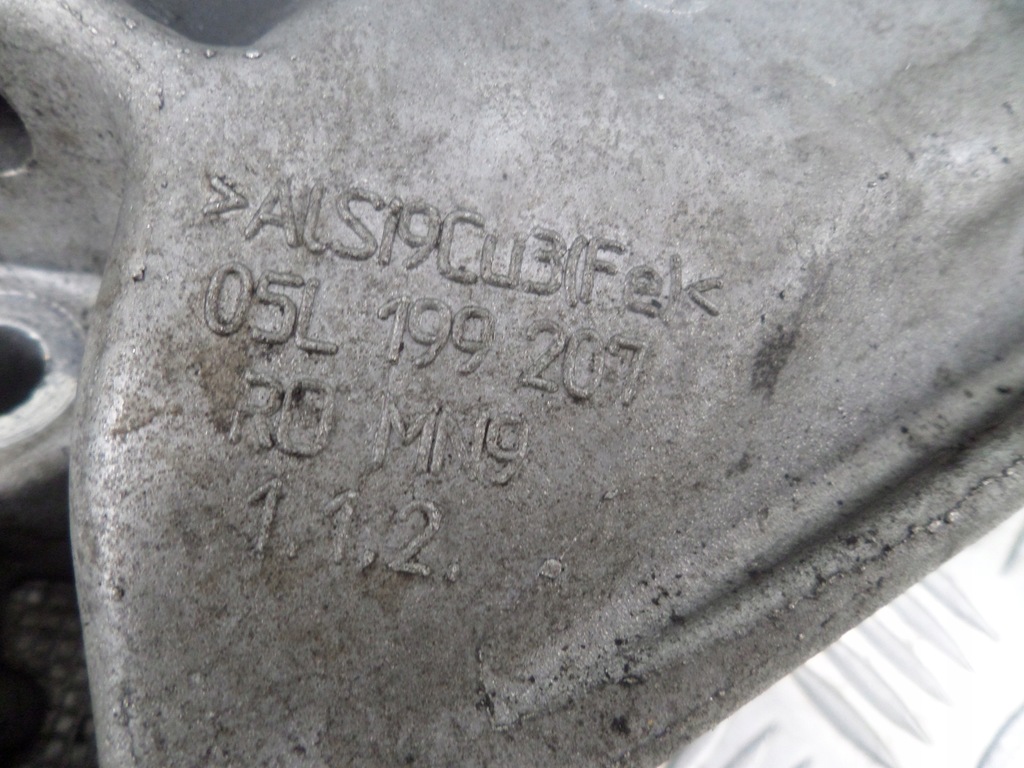 >AlSi9Cu3(Fe)<
05L 199 207
RO MN9
1.1.2.